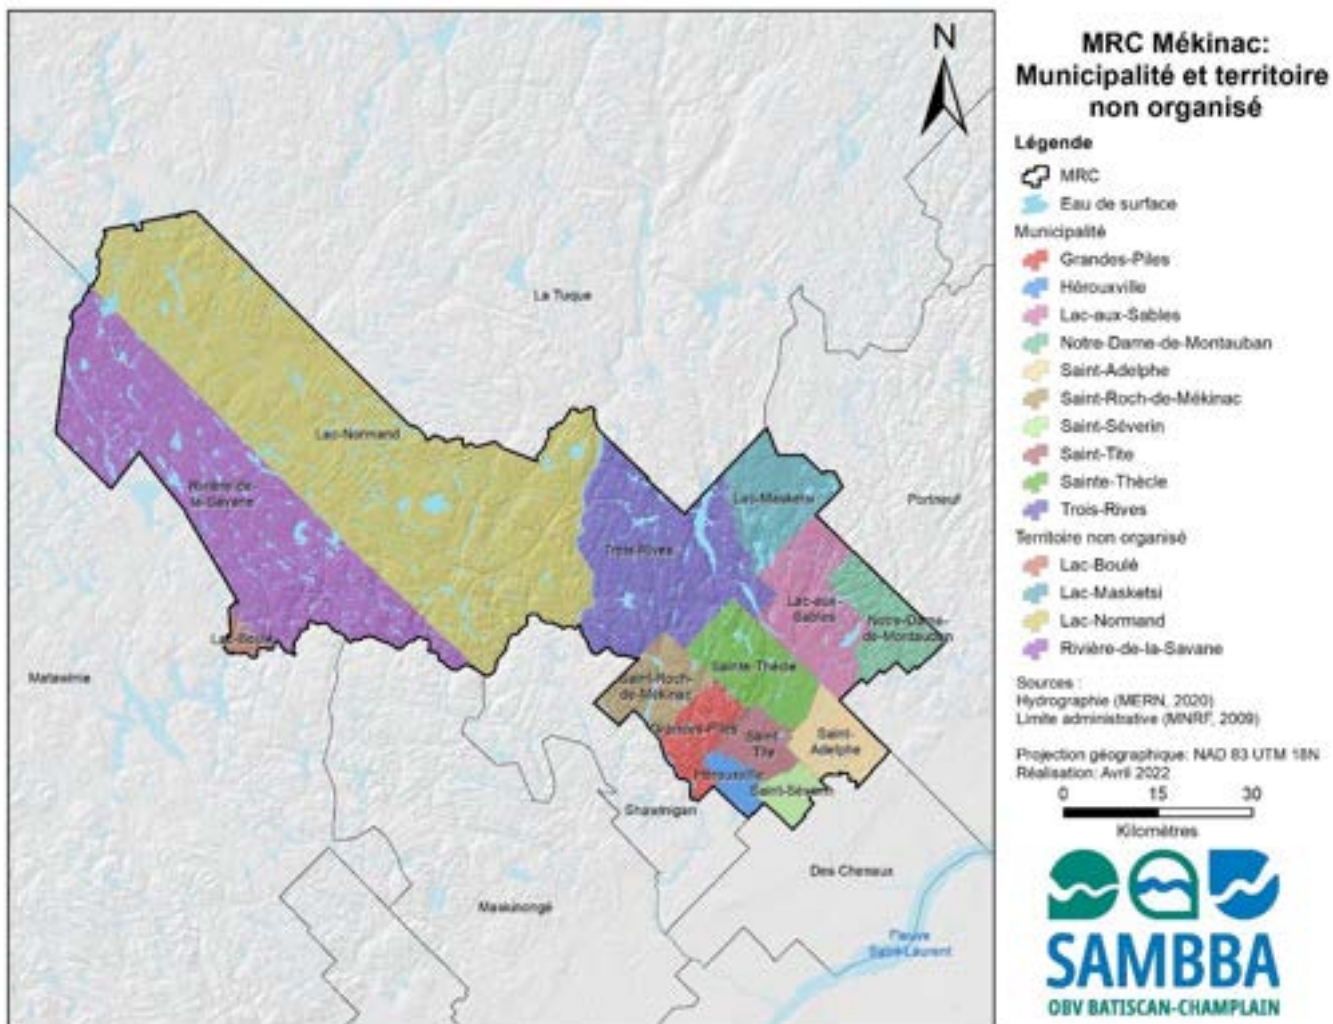 N
La Tuque
Lac-Normand
Rivière-de-
la-Savane
Lac-Masketsi
Portneuf
Trois-Rives
Lac-aux-
Sables
Notre-Dame-
de-Montauban
Lac-Boulé
Matawinie
Sainte-Thècle
Saint-Roch-
de-Mékinac
Grandes-Piles
Saint-
Tite
Saint-
Adelphe
Hérouxville
Saint-Séverin
Shawinigan
Des Chenaux
Maskinongé
Fleuve
Saint-Laurent
MRC Mékinac:
Municipalité et territoire
non organisé
Légende
MRC
Eau de surface
Municipalité
Grandes-Piles
Hérouxville
Lac-aux-Sables
Notre-Dame-de-Montauban
Saint-Adelphe
Saint-Roch-de-Mékinac
Saint-Séverin
Saint-Tite
Sainte-Thècle
Trois-Rives
Territoire non organisé
Lac-Boulé
Lac-Masketsi
Lac-Normand
Rivière-de-la-Savane
Sources :
Hydrographie (MERN, 2020)
Limite administrative (MNRF, 2009)
Projection géographique: NAD 83 UTM 18N
Réalisation: Avril 2022
0 15 30
Kilomètres
SAMBBA
OBV BATISCAN-CHAMPLAIN